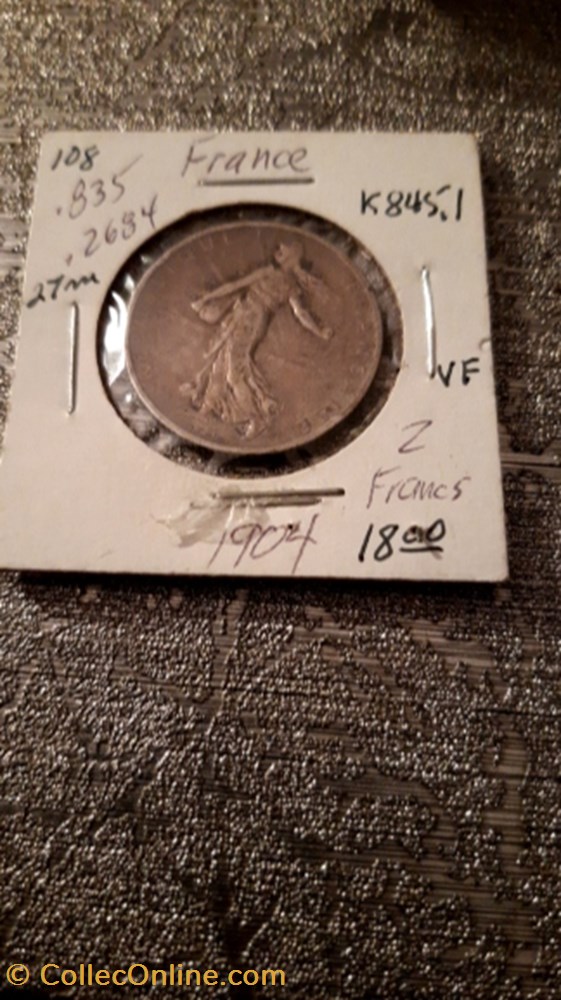 108
France
.835
K845.1
.2684
27m
VF
2
Francs
1904
18.00
© CollecOnline.com